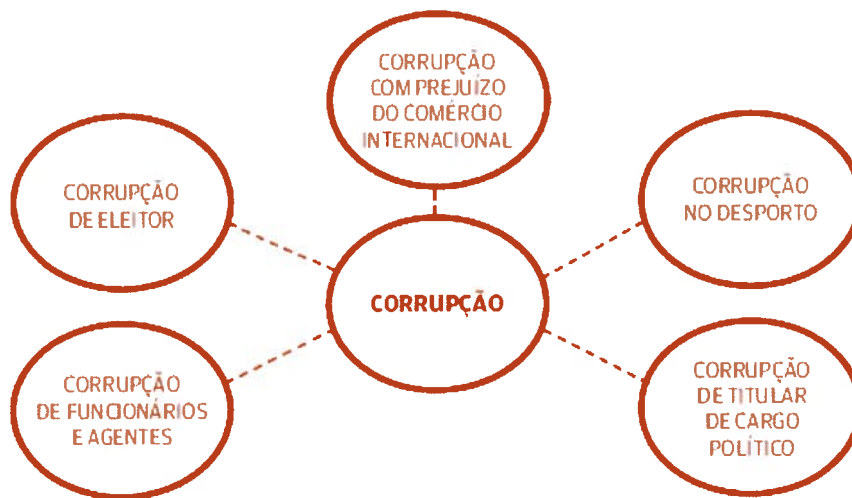 CORRUPÇÃO
COM PREJUÍZO
DO COMÉRCIO
INTERNACIONAL
CORRUPÇÃO
DE ELEITOR
CORRUPÇÃO
NO DESPORTO
CORRUPÇÃO
CORRUPÇÃO
DE FUNCIONÁRIOS
E AGENTES
CORRUPÇÃO
DE TITULAR
DE CARGO
POLÍTICO